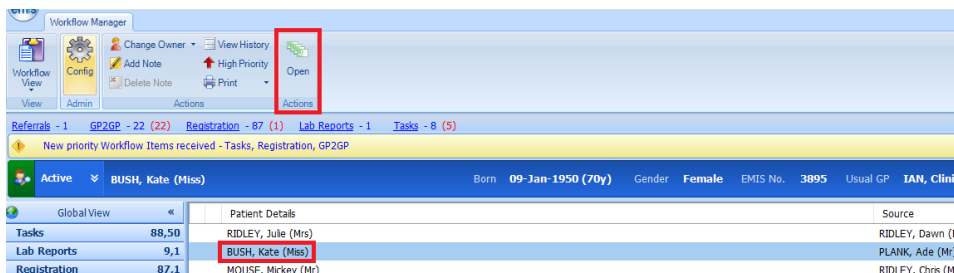 emis
Workflow Manager
Workflow View
Config
Change Owner
View History
Add Note
High Priority
Delete Note
Print
Open
View
Admin
Actions
Actions
Referrals - 1 GP2GP - 22 (22) Registration - 87 (1) Lab Reports - 1 Tasks - 8 (5)
New priority Workflow Items received - Tasks, Registration, GP2GP
Active BUSH, Kate (Miss) Born 09-Jan-1950 (70y) Gender Female EMIS No. 3895 Usual GP IAN, Clini
Global View « Patient Details Source
Tasks 88,50 RIDLEY, Julie (Mrs) RIDLEY, Dawn (
Lab Reports 9,1 BUSH, Kate (Miss) PLANK, Ade (Mr)
Registration 87,1 MOUSE, Mickey (Mr) RIDLEY, Chris (M